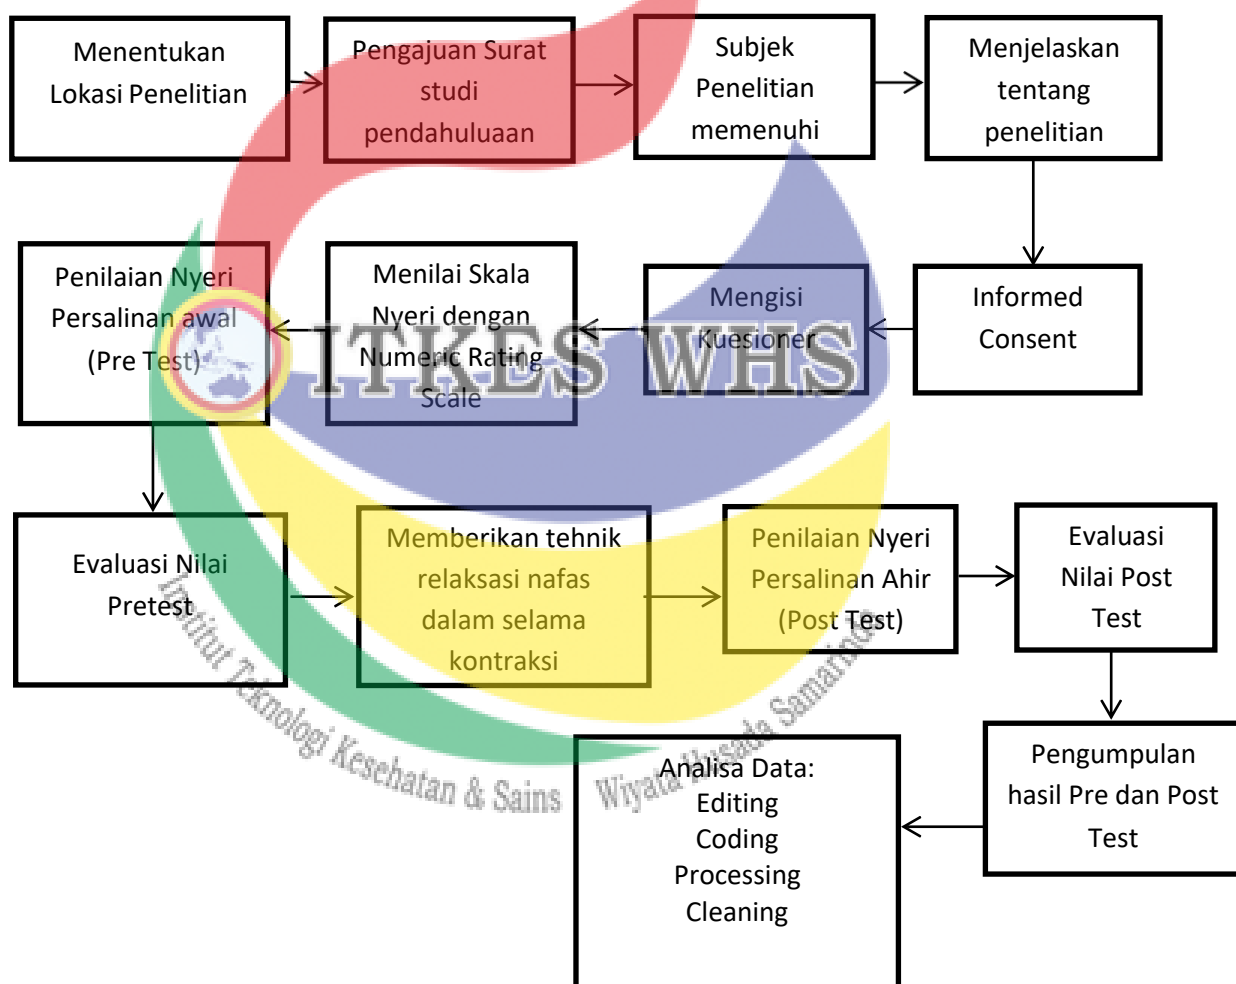 Menentukan
Lokasi Penelitian
Pengajuan Surat
studi
pendahuluaan
Subjek
Penelitian
memenuhi
Menjelaskan
tentang
penelitian
Informed
Consent
Mengisi
Kuesioner
Menilai Skala
Nyeri dengan
Numeric Rating
Scale
Penilaian Nyeri
Persalinan awal
(Pre Test)
ITKES WHS
Evaluasi Nilai
Pretest
Memberikan tehnik
relaksasi nafas
dalam selama
kontraksi
Penilaian Nyeri
Persalinan Ahir
(Post Test)
Evaluasi
Nilai Post
Test
Pengumpulan
hasil Pre dan Post
Test
Analisa Data:
Editing
Coding
Processing
Cleaning
Institut Teknologi Kesehatan & Sains Wiyata Husada Samarinda